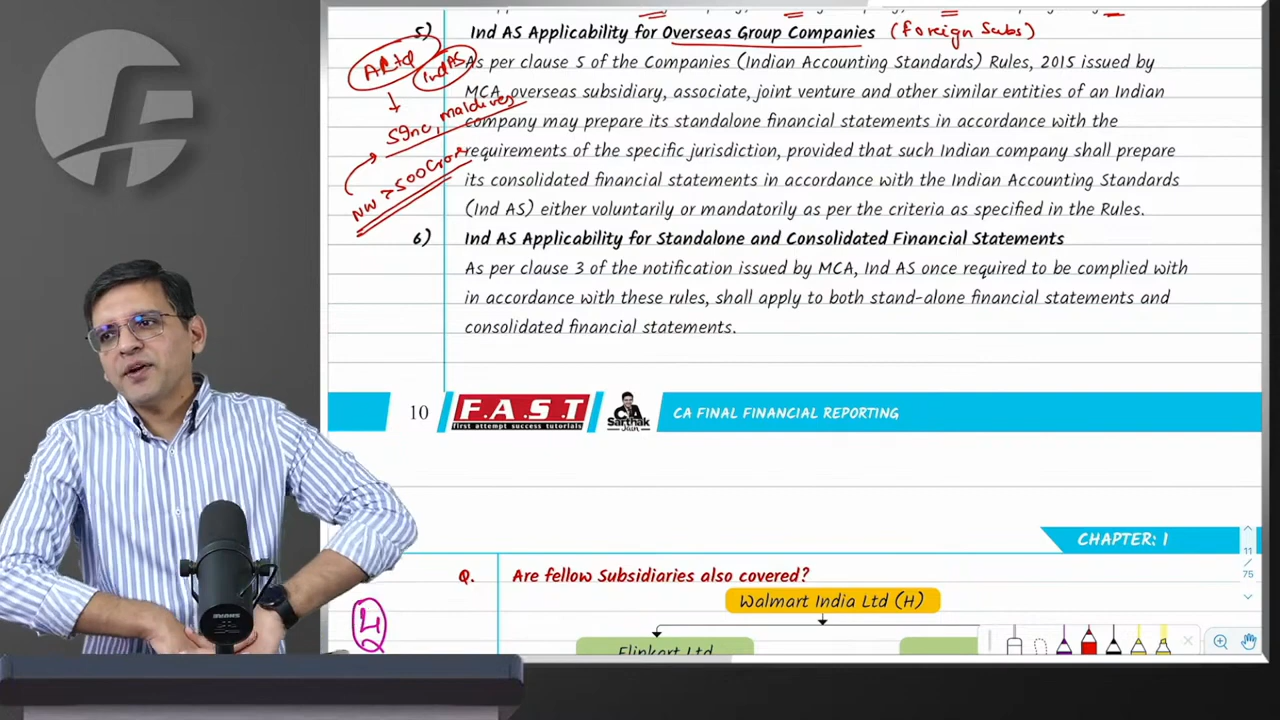 5) Ind AS Applicability for Overseas Group Companies (Foreign Subs)
As per clause 5 of the Companies (Indian Accounting Standards) Rules, 2015 issued by
MCA, overseas subsidiary, associate, joint venture and other similar entities of an Indian
company may prepare its standalone financial statements in accordance with the
requirements of the specific jurisdiction, provided that such Indian company shall prepare
its consolidated financial statements in accordance with the Indian Accounting Standards
(Ind AS) either voluntarily or mandatorily as per the criteria as specified in the Rules.
Ind AS
Maldives
NW > 500 Crore
6) Ind AS Applicability for Standalone and Consolidated Financial Statements
As per clause 3 of the notification issued by MCA, Ind AS once required to be complied with
in accordance with these rules, shall apply to both stand-alone financial statements and
consolidated financial statements.
10 F.A.S.T CA FINAL FINANCIAL REPORTING
first attempt success tutorials
CA Sarthak Jain
CHAPTER: 1
Q. Are fellow Subsidiaries also covered?
Walmart India Ltd (H)
Flipkart Ltd
11
/
75
SHURE